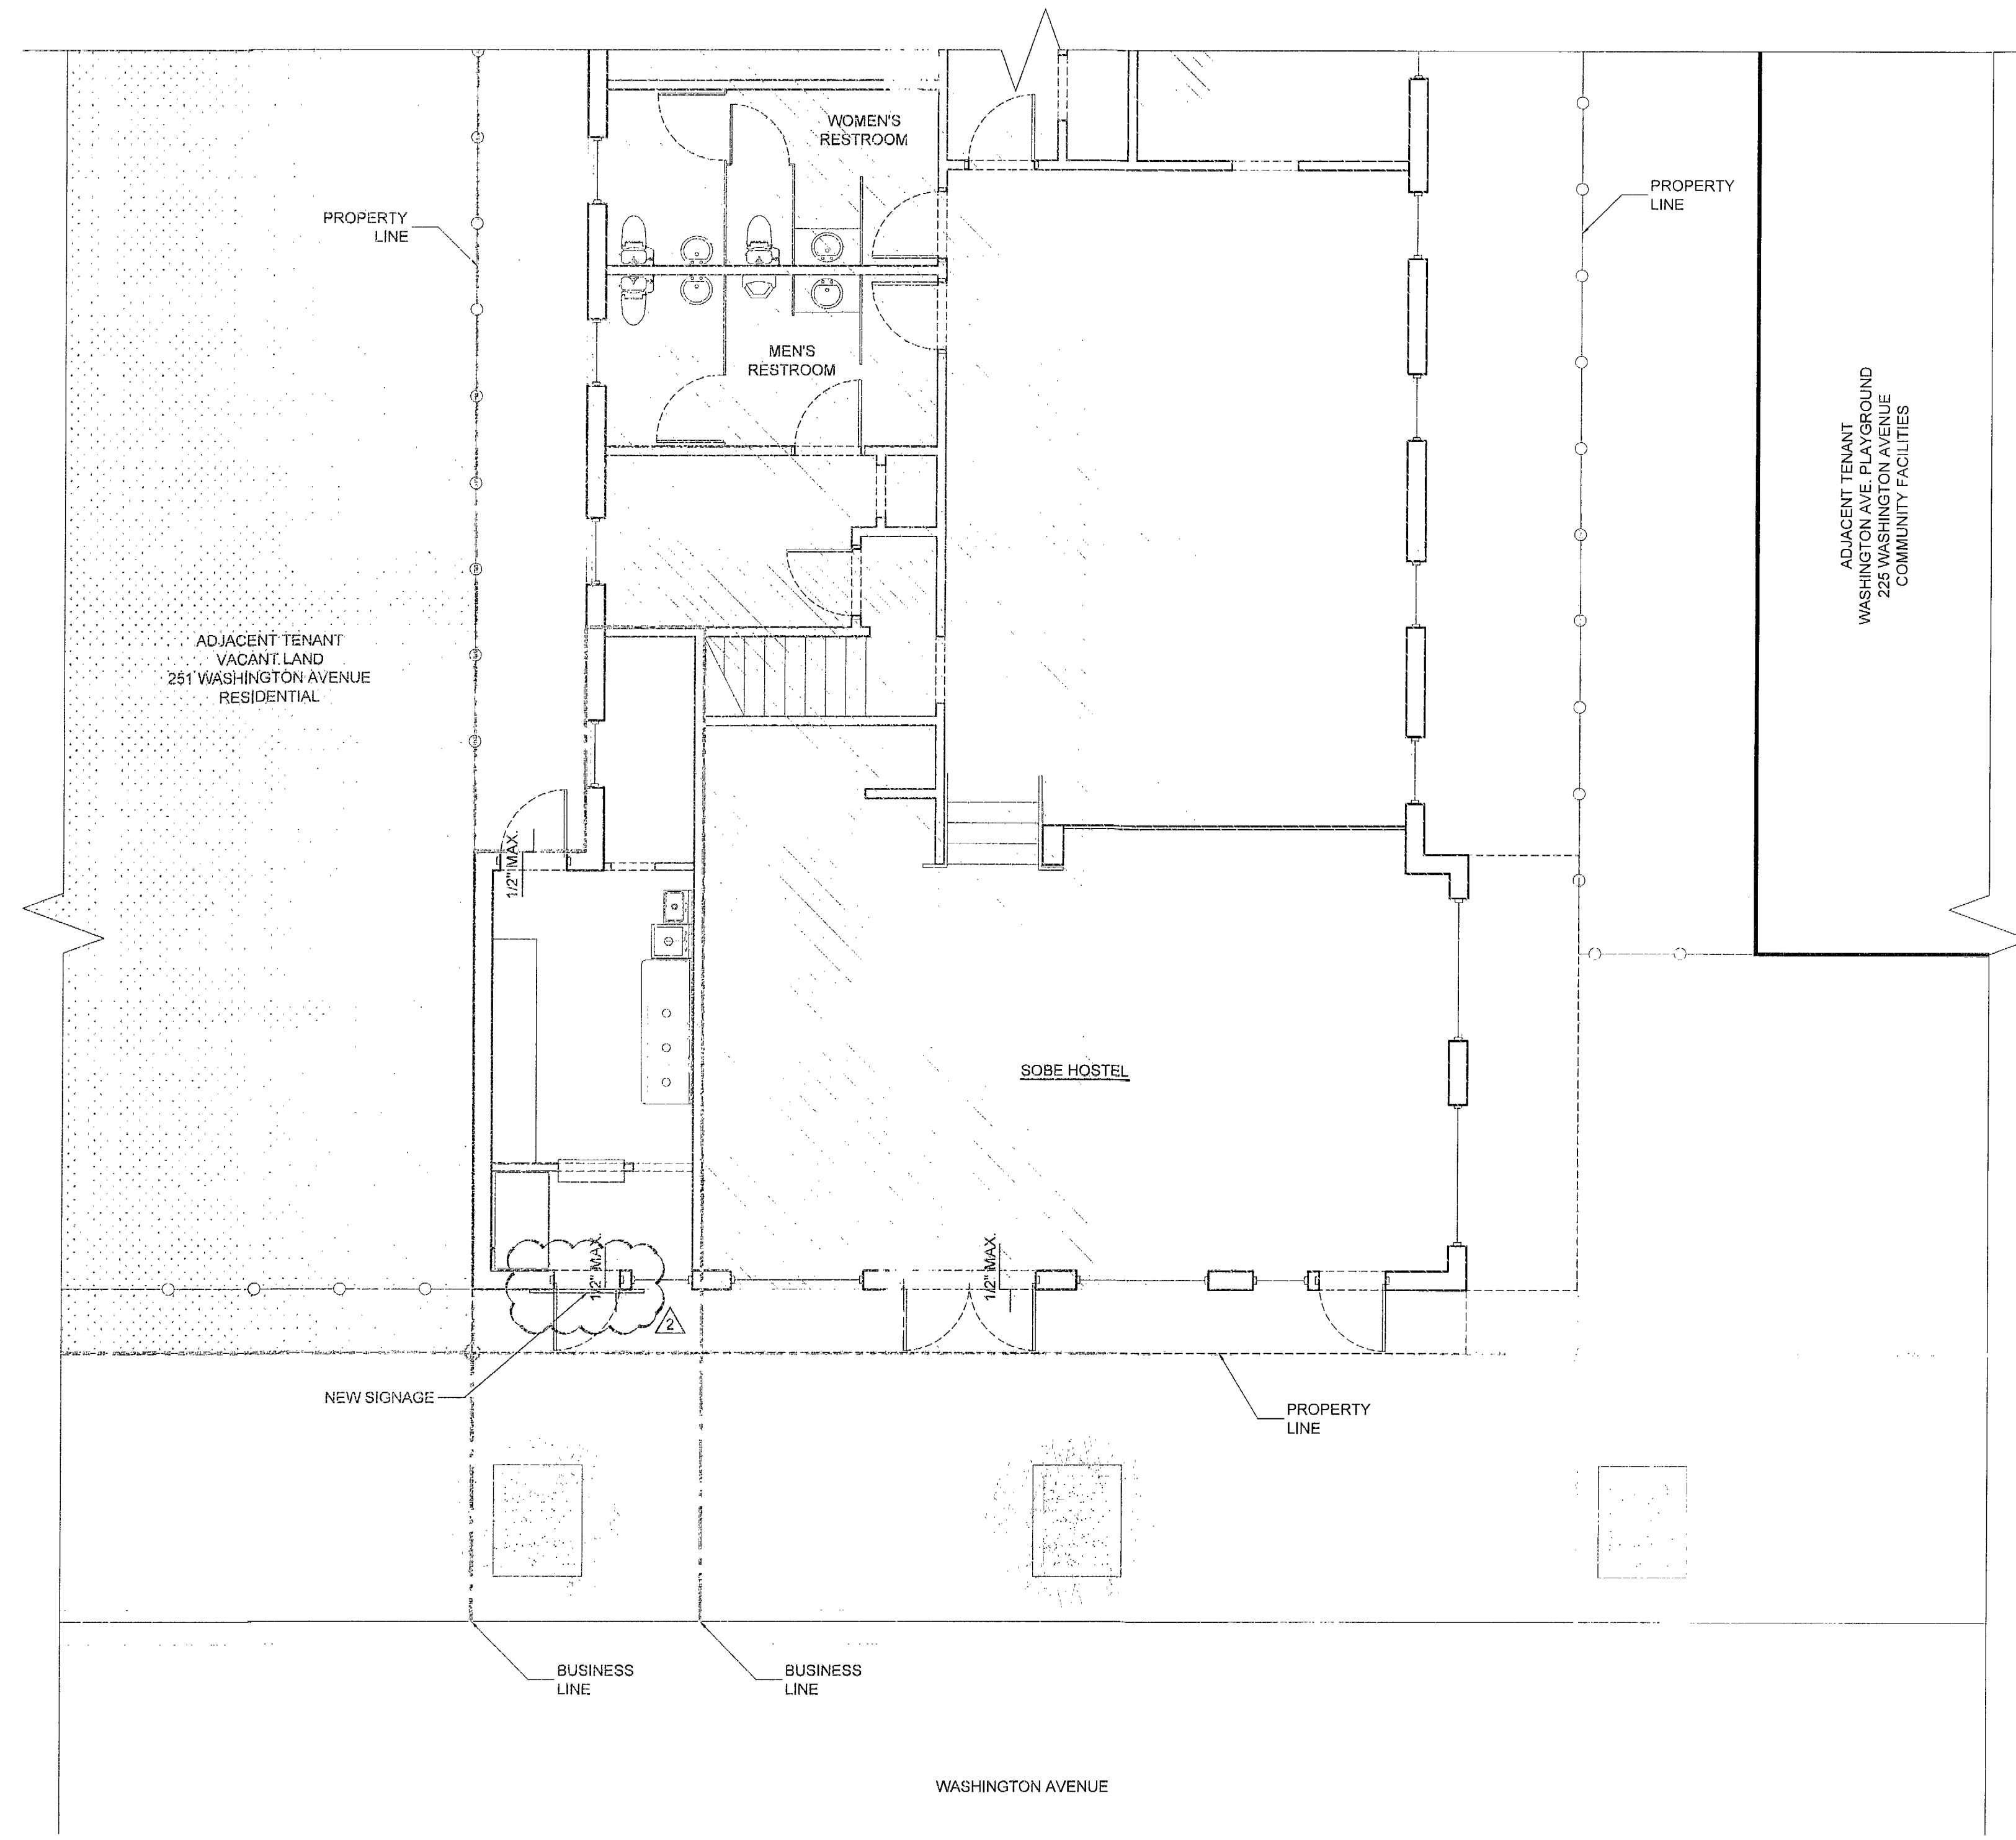 WOMEN'S
RESTROOM
PROPERTY
LINE
PROPERTY
LINE
MEN'S
RESTROOM
ADJACENT TENANT
WASHINGTON AVE. PLAYGROUND
225 WASHINGTON AVENUE
COMMUNITY FACILITIES
ADJACENT TENANT
VACANT LAND
251 WASHINGTON AVENUE
RESIDENTIAL
1/2" MAX.
SOBE HOSTEL
1/2" MAX.
1/2" MAX.
2
NEW SIGNAGE
PROPERTY
LINE
BUSINESS
LINE
BUSINESS
LINE
WASHINGTON AVENUE